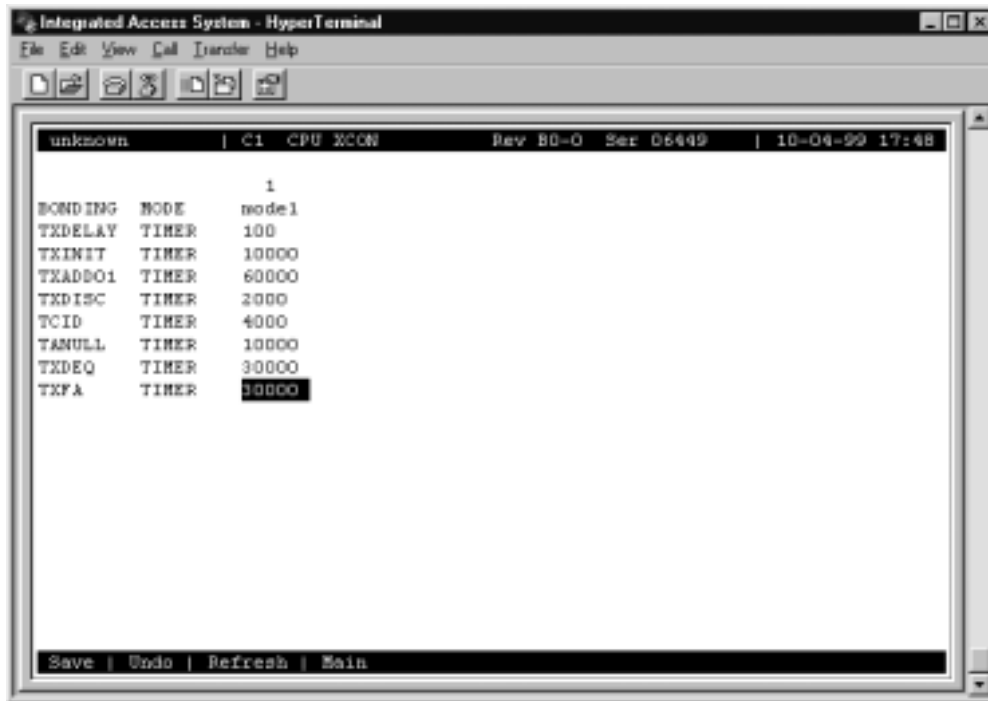 Integrated Access System - HyperTerminal
File Edit View Call Transfer Help
unknown | C1 CPU XCON Rev B0-0 Ser 06449 | 10-04-99 17:48
1
BONDING MODE mode1
TXDELAY TIMER 100
TXINIT TIMER 10000
TXADD01 TIMER 60000
TXDISC TIMER 2000
TCID TIMER 4000
TANULL TIMER 10000
TXDEQ TIMER 30000
TXFA TIMER 30000
Save | Undo | Refresh | Main